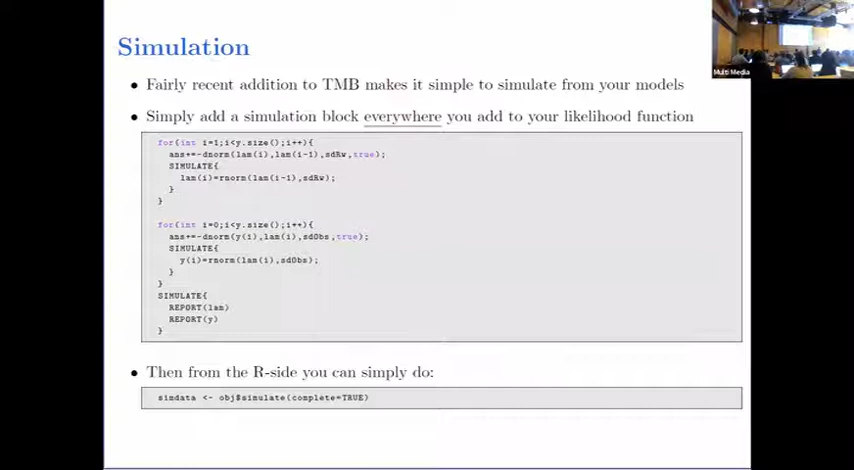 Simulation
Multi Media
• Fairly recent addition to TMB makes it simple to simulate from your models
• Simply add a simulation block everywhere you add to your likelihood function
for(int i=1;i<y.size();i++){
ans+=-dnorm(lam(i),lam(i-1),sdRw,true);
SIMULATE{
lam(i)=rnorm(lam(i-1),sdRw);
}
}
for(int i=0;i<y.size();i++){
ans+=-dnorm(y(i),lam(i),sdObs,true);
SIMULATE{
y(i)=rnorm(lam(i),sdObs);
}
}
SIMULATE{
REPORT(lam)
REPORT(y)
}
• Then from the R-side you can simply do:
simdata <- obj$simulate(complete=TRUE)